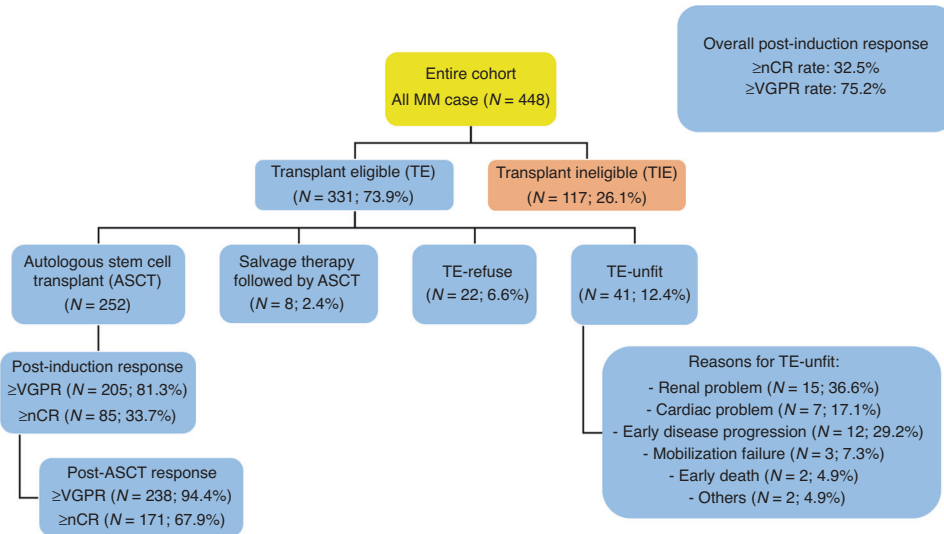 Overall post-induction response
≥nCR rate: 32.5%
≥VGPR rate: 75.2%
Entire cohort
All MM case (N = 448)
Transplant eligible (TE)
(N = 331; 73.9%)
Transplant ineligible (TIE)
(N = 117; 26.1%)
Autologous stem cell
transplant (ASCT)
(N = 252)
Salvage therapy
followed by ASCT
(N = 8; 2.4%)
TE-refuse
(N = 22; 6.6%)
TE-unfit
(N = 41; 12.4%)
Post-induction response
≥VGPR (N = 205; 81.3%)
≥nCR (N = 85; 33.7%)
Post-ASCT response
≥VGPR (N = 238; 94.4%)
≥nCR (N = 171; 67.9%)
Reasons for TE-unfit:
- Renal problem (N = 15; 36.6%)
- Cardiac problem (N = 7; 17.1%)
- Early disease progression (N = 12; 29.2%)
- Mobilization failure (N = 3; 7.3%)
- Early death (N = 2; 4.9%)
- Others (N = 2; 4.9%)